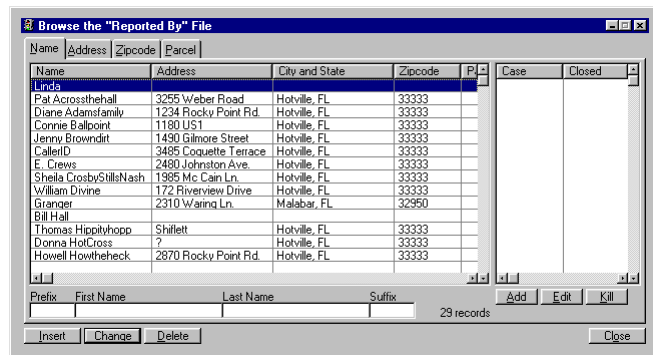 Browse the "Reported By" File
Name Address Zipcode Parcel
Name Address City and State Zipcode Case Closed
Linda
Pat Acrossthehall 3255 Weber Road Hotville, FL 33333
Diane Adamsfamily 1234 Rocky Point Rd. Hotville, FL 33333
Connie Ballpoint 1180 US1 Hotville, FL 33333
Jenny Browndirt 1490 Gilmore Street Hotville, FL 33333
CallerID 3485 Coquette Terrace Hotville, FL 33333
E. Crews 2480 Johnston Ave. Hotville, FL 33333
Sheila CrosbyStillsNash 1985 Mc Cain Ln. Hotville, FL 33333
William Divine 172 Riverview Drive Hotville, FL 33333
Granger 2310 Waring Ln. Malabar, FL 32950
Bill Hall
Thomas Hippityhopp Shiflett Hotville, FL 33333
Donna HotCross ? Hotville, FL 33333
Howell Howtheheck 2870 Rocky Point Rd. Hotville, FL 33333
Prefix First Name Last Name Suffix Add Edit Kill
29 records
Insert Change Delete Close